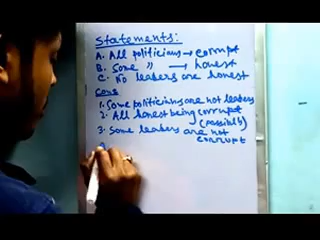 Statements:
A. All politicians → corrupt
B. Some " → honest
C. No leaders are honest
Cons
1. Some politicians are not leaders
2. All honest being corrupt
(possibly)
3. Some leaders are not
corrupt